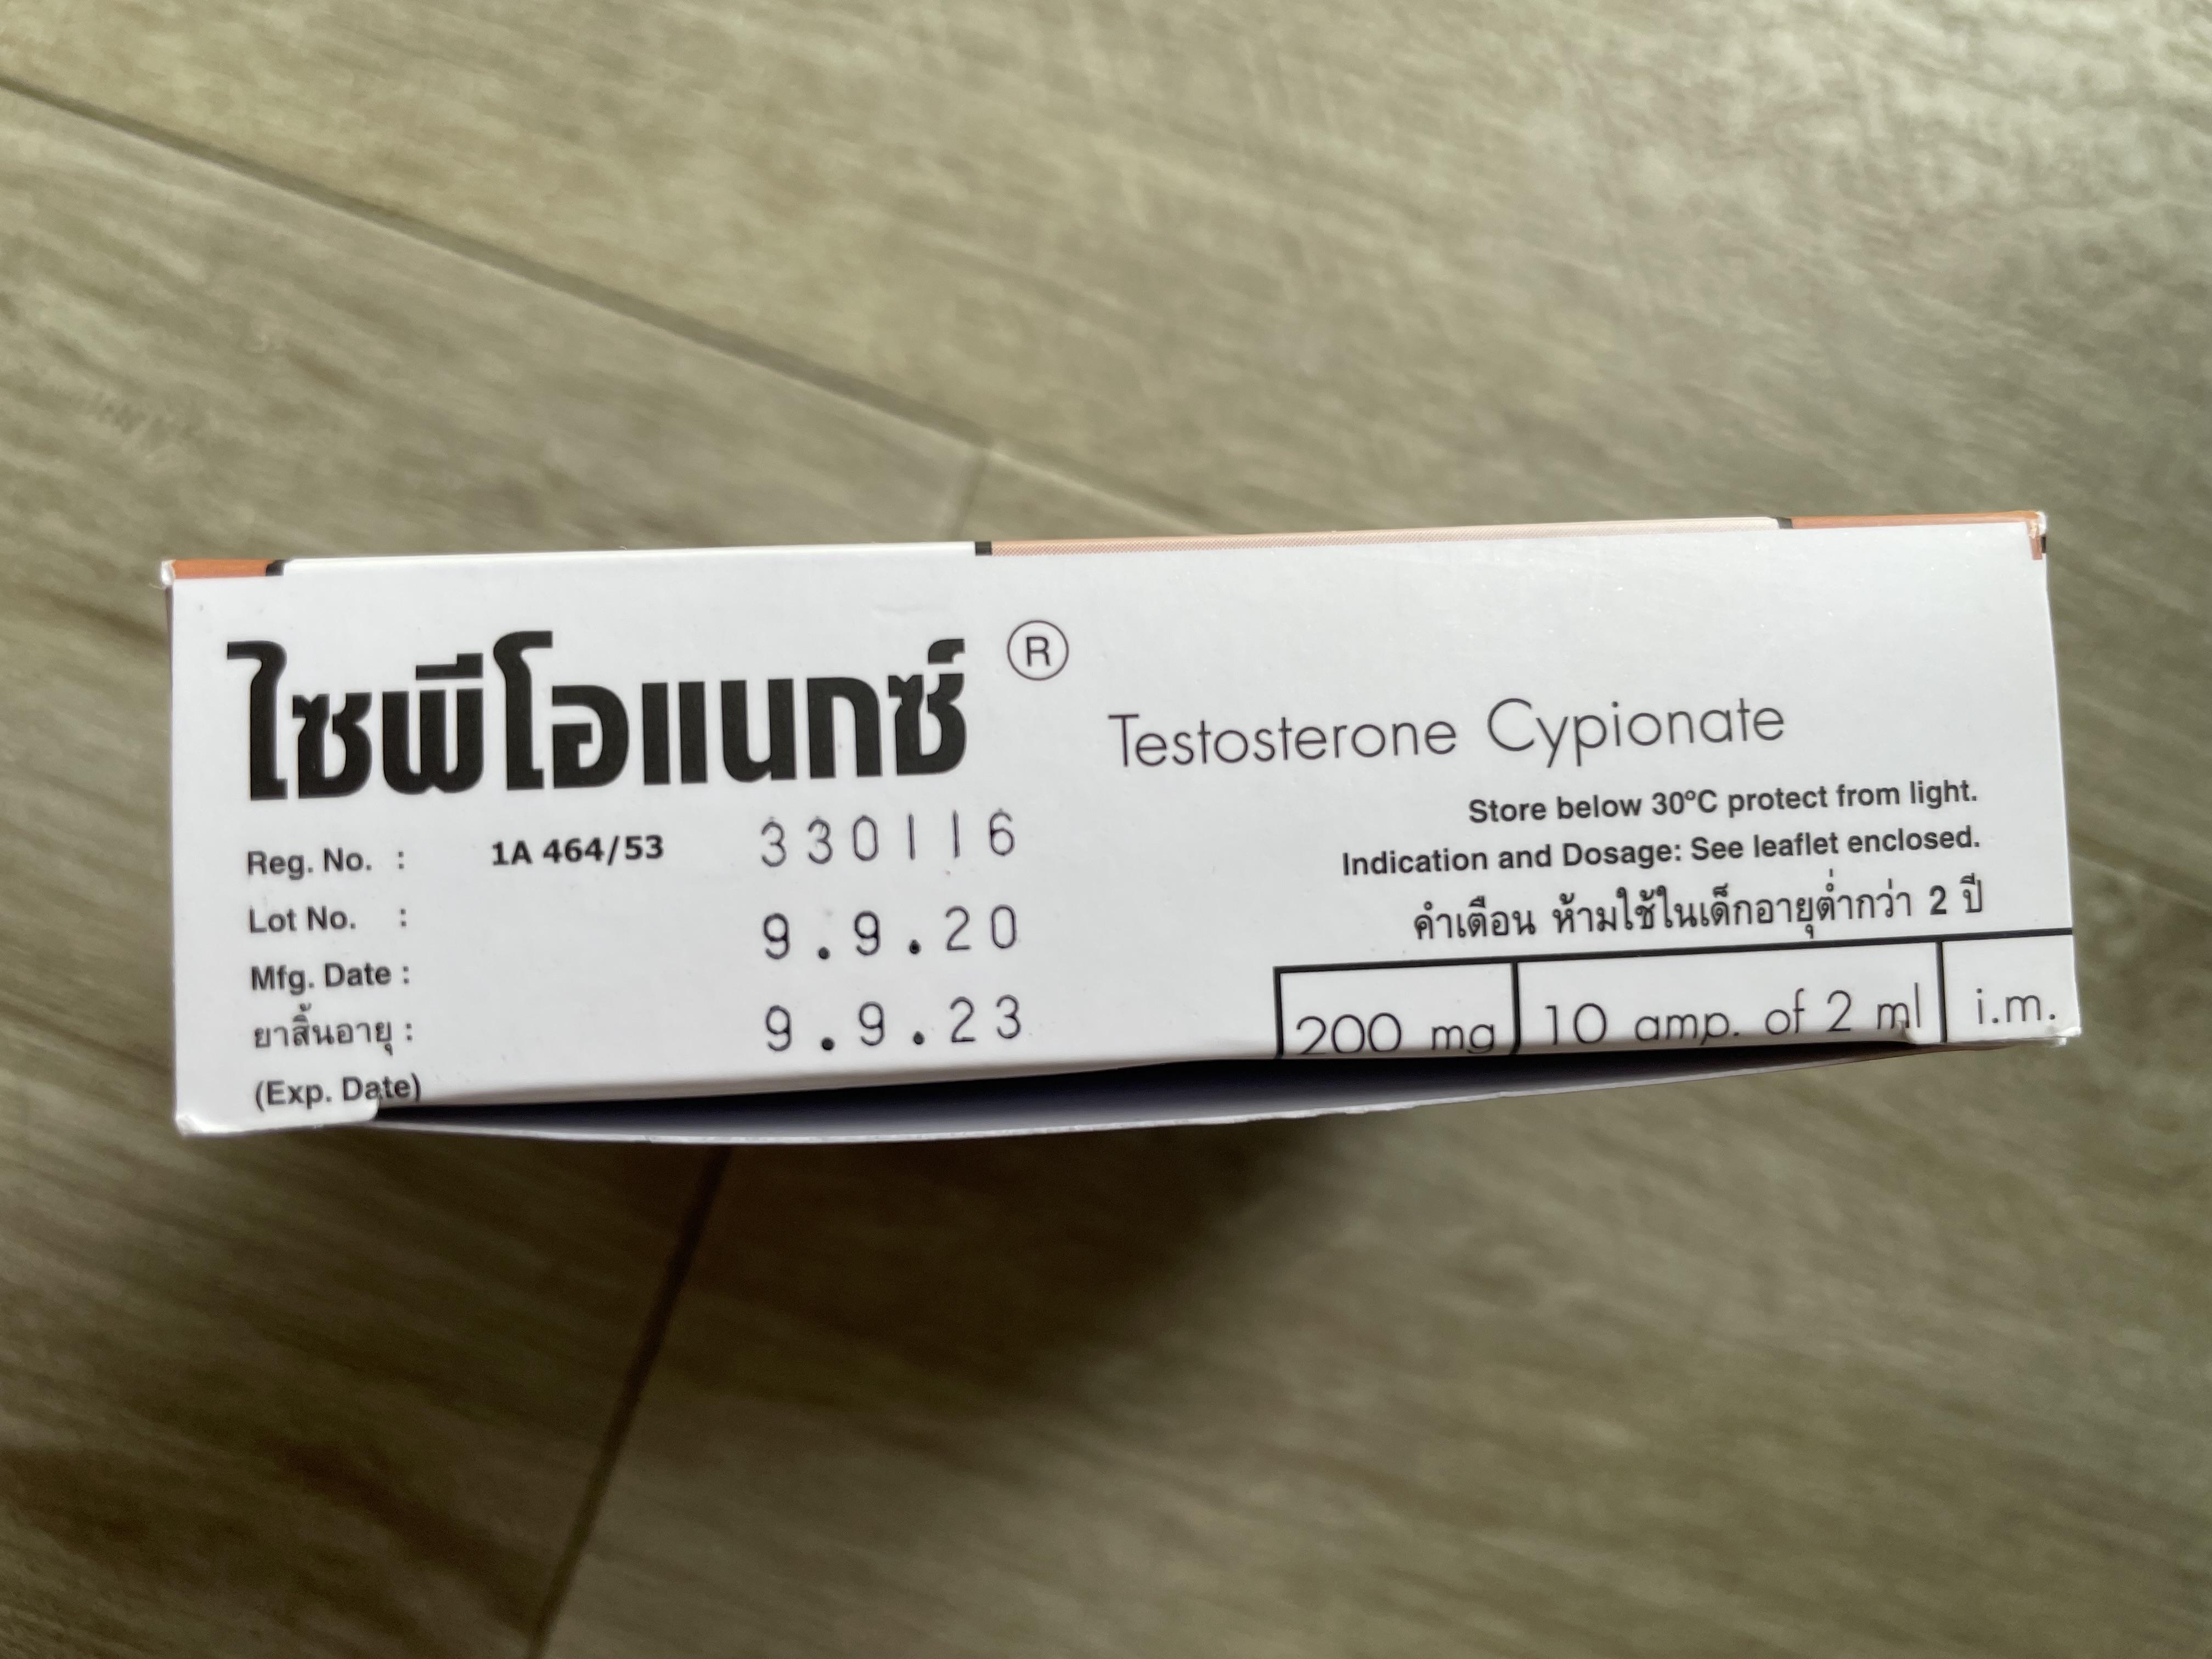 ไซพีโอแนกซ์ ®
Testosterone Cypionate
Reg. No. : 1A 464/53
Lot No. : 330116
Mfg. Date : 9.9.20
ยาสิ้นอายุ : 9.9.23
(Exp. Date)
Store below 30°C protect from light.
Indication and Dosage: See leaflet enclosed.
คำเตือน ห้ามใช้ในเด็กอายุต่ำกว่า 2 ปี
200 mg 10 amp. of 2 ml i.m.